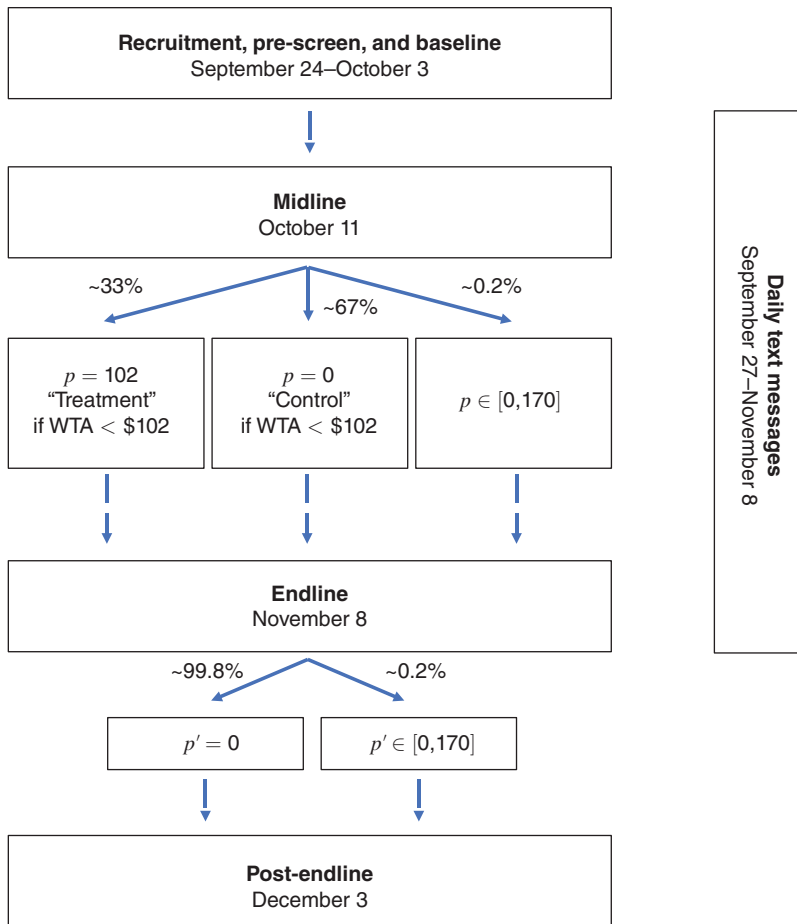 Recruitment, pre-screen, and baseline
September 24–October 3
Midline
October 11
~33%
~67%
~0.2%
p = 102
“Treatment”
if WTA < $102
p = 0
“Control”
if WTA < $102
p ∈ [0,170]
Endline
November 8
~99.8%
~0.2%
p′ = 0
p′ ∈ [0,170]
Post-endline
December 3
Daily text messages
September 27–November 8